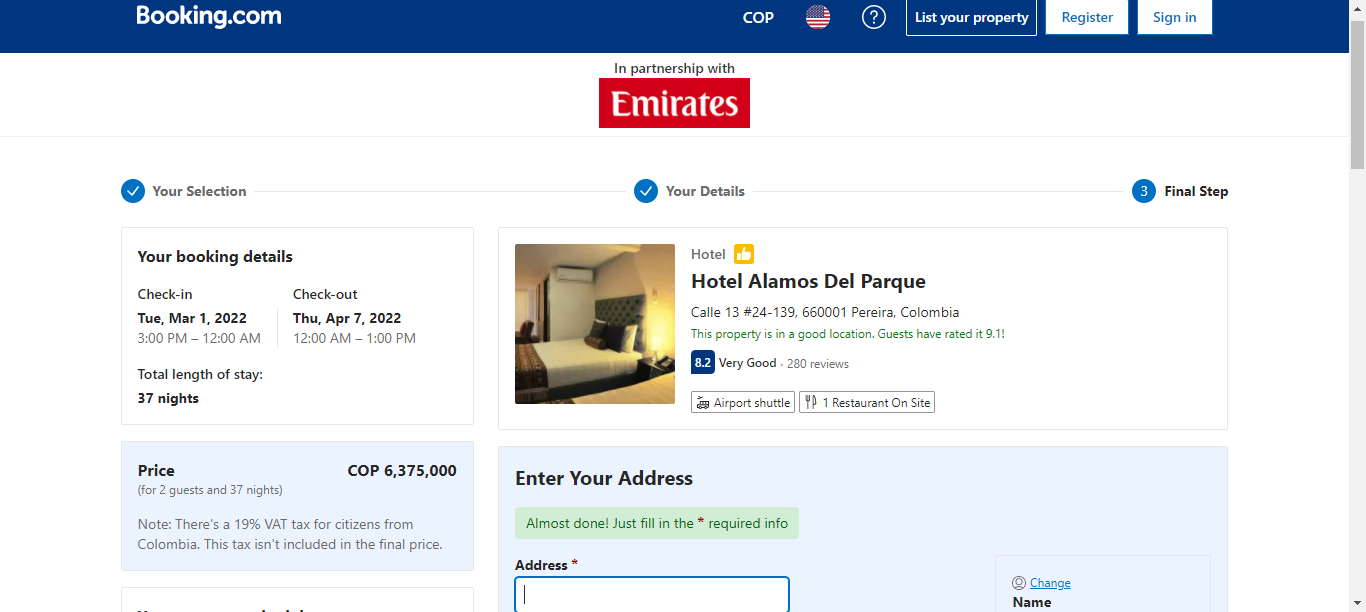 Booking.com
COP
List your property
Register
Sign in
In partnership with
Emirates
Your Selection
Your Details
3 Final Step
Your booking details
Check-in
Tue, Mar 1, 2022
3:00 PM – 12:00 AM
Check-out
Thu, Apr 7, 2022
12:00 AM – 1:00 PM
Total length of stay:
37 nights
Price COP 6,375,000
(for 2 guests and 37 nights)
Note: There's a 19% VAT tax for citizens from
Colombia. This tax isn't included in the final price.
Hotel
Hotel Alamos Del Parque
Calle 13 #24-139, 660001 Pereira, Colombia
This property is in a good location. Guests have rated it 9.1!
8.2 Very Good · 280 reviews
Airport shuttle
1 Restaurant On Site
Enter Your Address
Almost done! Just fill in the * required info
Address *
Change
Name